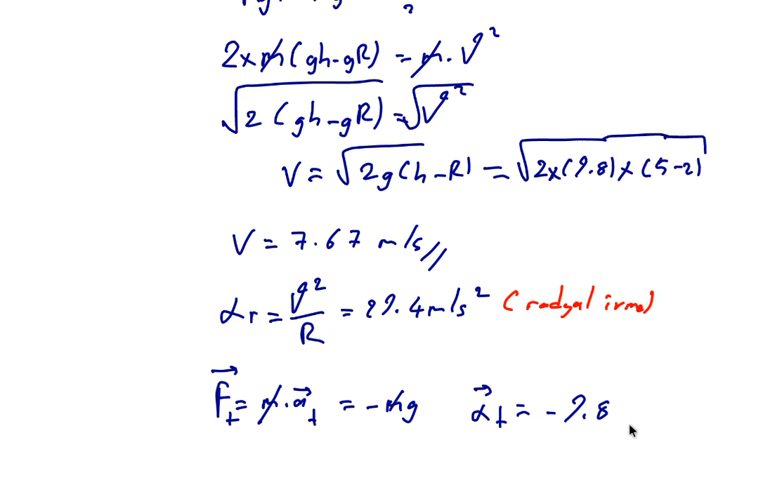 2×m(gh-gR) = m.V²
√2(gh-gR) = √V²
V = √2g(h-R) = √2×(9.8)×(5-2)
V = 7.67 m/s //
αr = V²/R = 29.4 m/s² (radyal ivme)
F⃗t = m.a⃗t = -mg α⃗t = -9.8